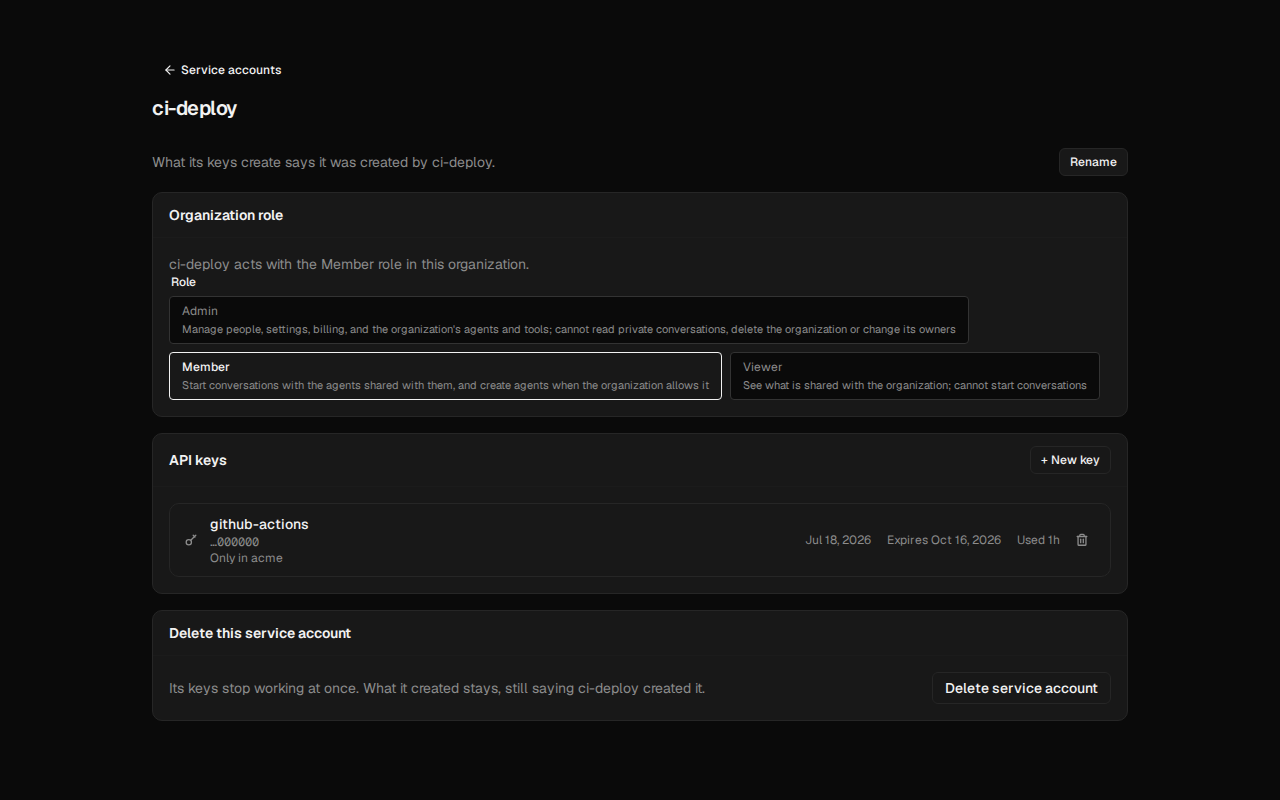 Service accounts
ci-deploy
What its keys create says it was created by ci-deploy.
Rename
Organization role
ci-deploy acts with the Member role in this organization.
Role
Admin
Manage people, settings, billing, and the organization's agents and tools; cannot read private conversations, delete the organization or change its owners
Member
Start conversations with the agents shared with them, and create agents when the organization allows it
Viewer
See what is shared with the organization; cannot start conversations
API keys
+ New key
github-actions
…000000
Only in acme
Jul 18, 2026
Expires Oct 16, 2026
Used 1h
Delete this service account
Its keys stop working at once. What it created stays, still saying ci-deploy created it.
Delete service account